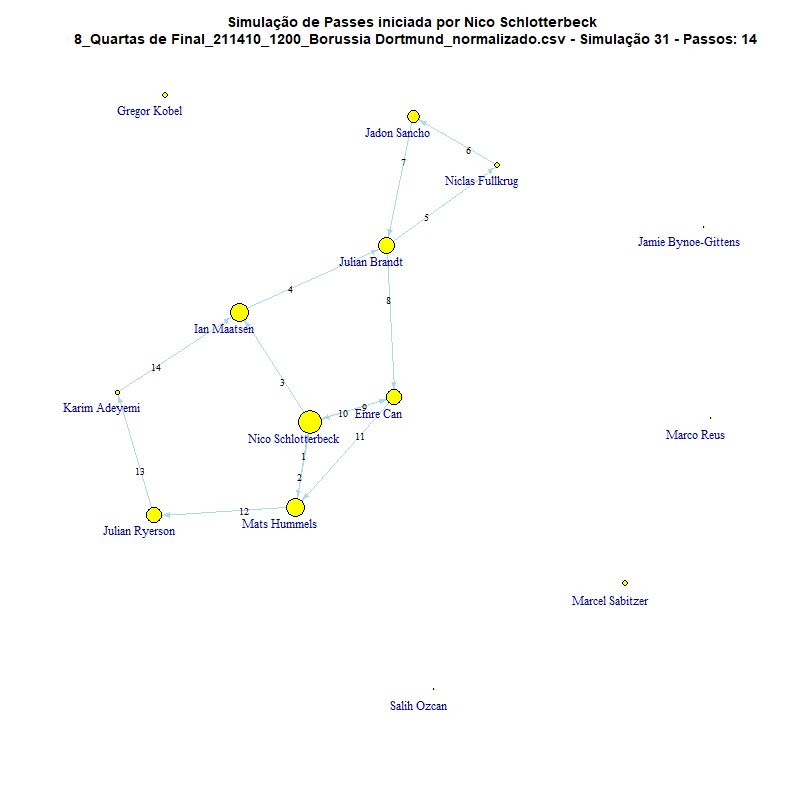 Simulação de Passes iniciada por Nico Schlotterbeck
8_Quartas de Final_211410_1200_Borussia Dortmund_normalizado.csv - Simulação 31 - Passos: 14
Gregor Kobel
Jadon Sancho
6
7
Niclas Fullkrug
5
Jamie Bynoe-Gittens
Julian Brandt
4
8
Ian Maatsen
14
3
Karim Adeyemi
9
10
Emre Can
Marco Reus
Nico Schlotterbeck
11
1
13
2
12
Mats Hummels
Julian Ryerson
Marcel Sabitzer
Salih Ozcan